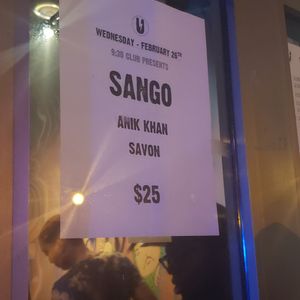 U
WEDNESDAY - FEBRUARY 26TH
9:30 CLUB PRESENTS
SANGO
ANIK KHAN
SAVON
$25